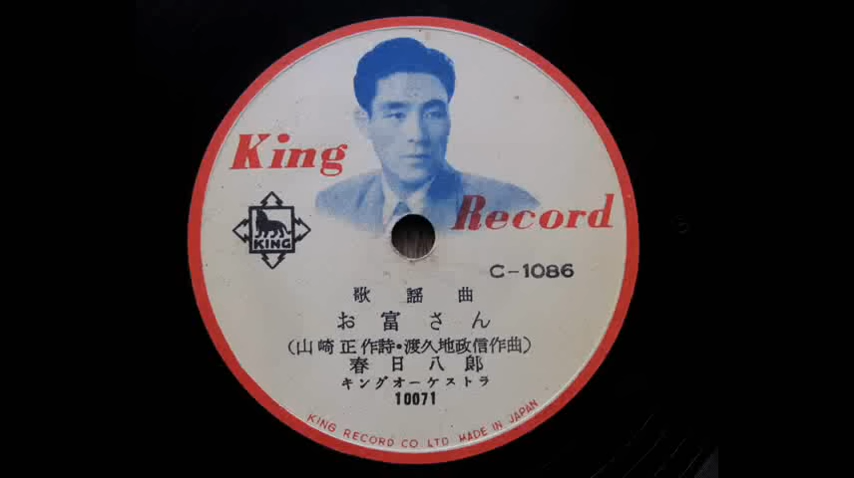 King
Record
KING
C-1086
歌謡曲
お富さん
(山崎正作詩・渡久地政信作曲)
春日八郎
キングオーケストラ
10071
KING RECORD CO LTD MADE IN JAPAN